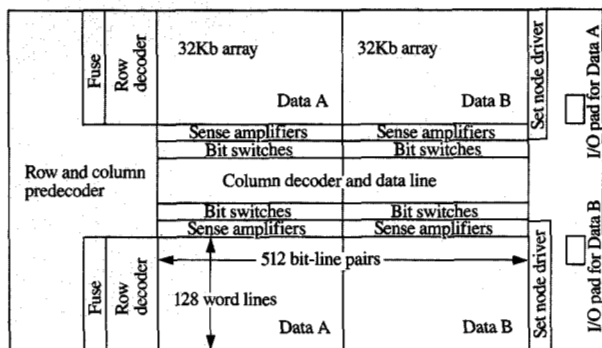 Fuse
Row
decoder
32Kb array
Data A
32Kb array
Data B
Set node driver
I/O pad for Data A
Sense amplifiers
Sense amplifiers
Bit switches
Bit switches
Row and column
predecoder
Column decoder and data line
Bit switches
Bit switches
Sense amplifiers
Sense amplifiers
Fuse
Row
decoder
512 bit-line pairs
128 word lines
Data A
Data B
Set node driver
I/O pad for Data B